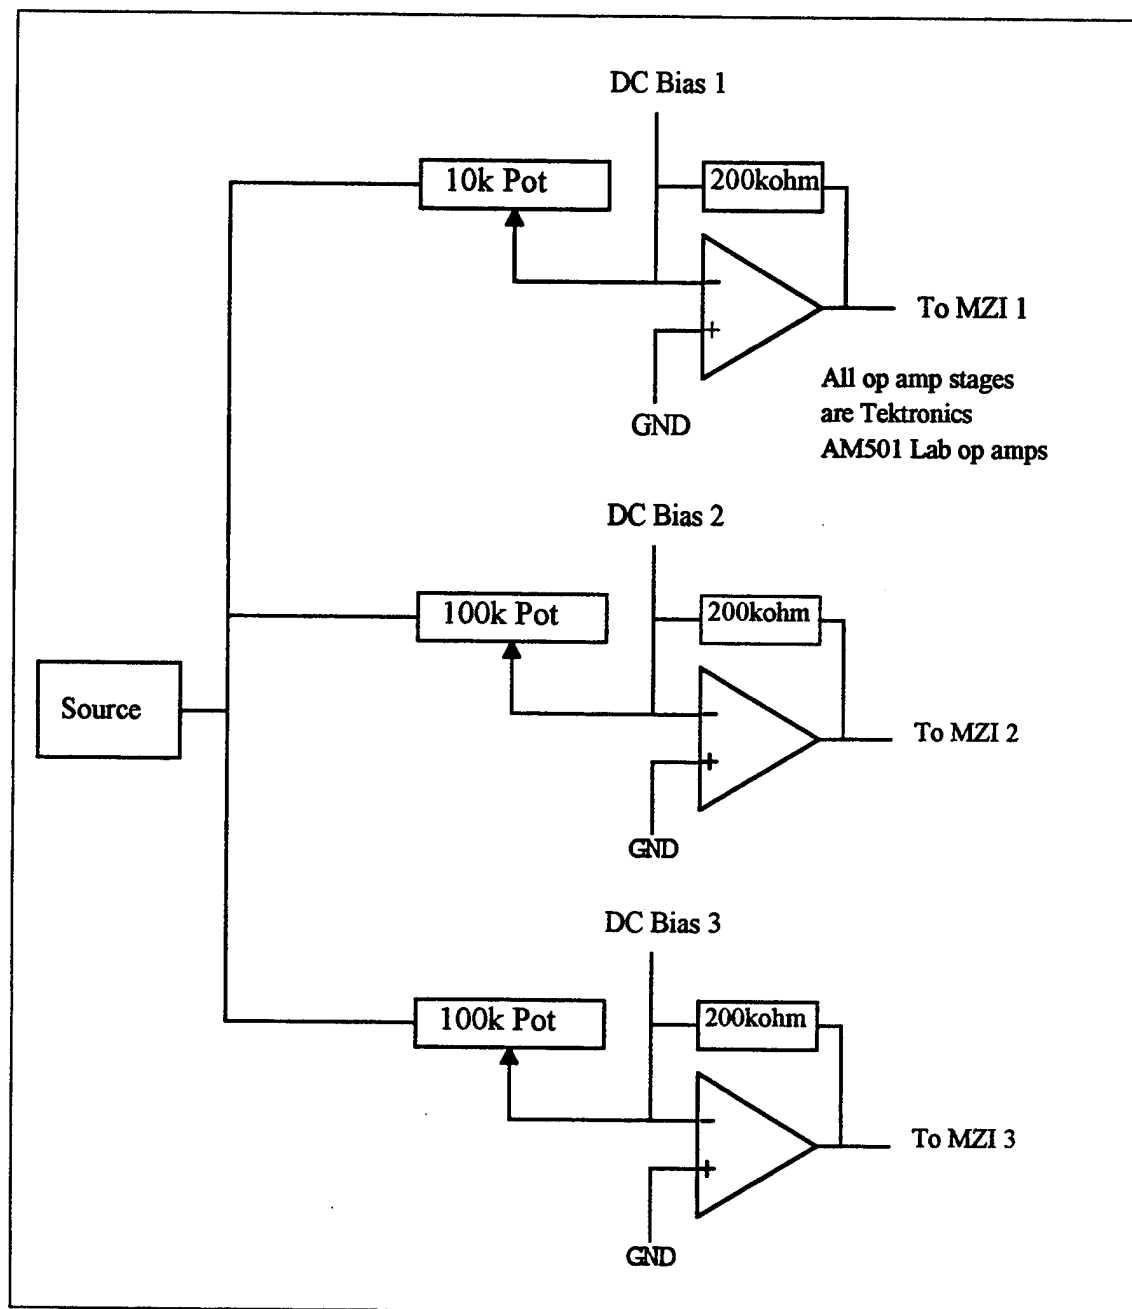 DC Bias 1
10k Pot
200kohm
−
+
To MZI 1
GND
All op amp stages
are Tektronics
AM501 Lab op amps
DC Bias 2
100k Pot
200kohm
−
+
To MZI 2
GND
Source
DC Bias 3
100k Pot
200kohm
−
+
To MZI 3
GND